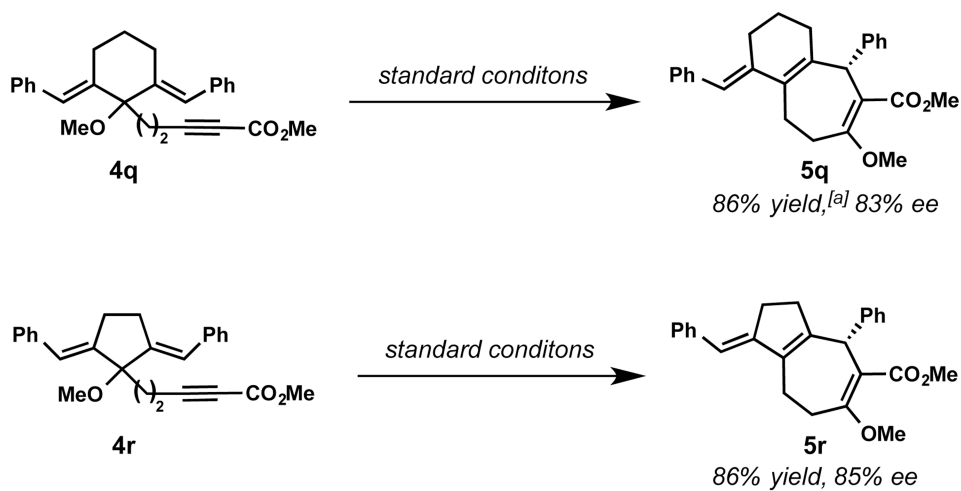 Ph
Ph
MeO
( )2
CO2Me
4q
standard conditons
Ph
Ph
CO2Me
OMe
5q
86% yield,[a] 83% ee
Ph
Ph
MeO
( )2
CO2Me
4r
standard conditons
Ph
Ph
CO2Me
OMe
5r
86% yield, 85% ee